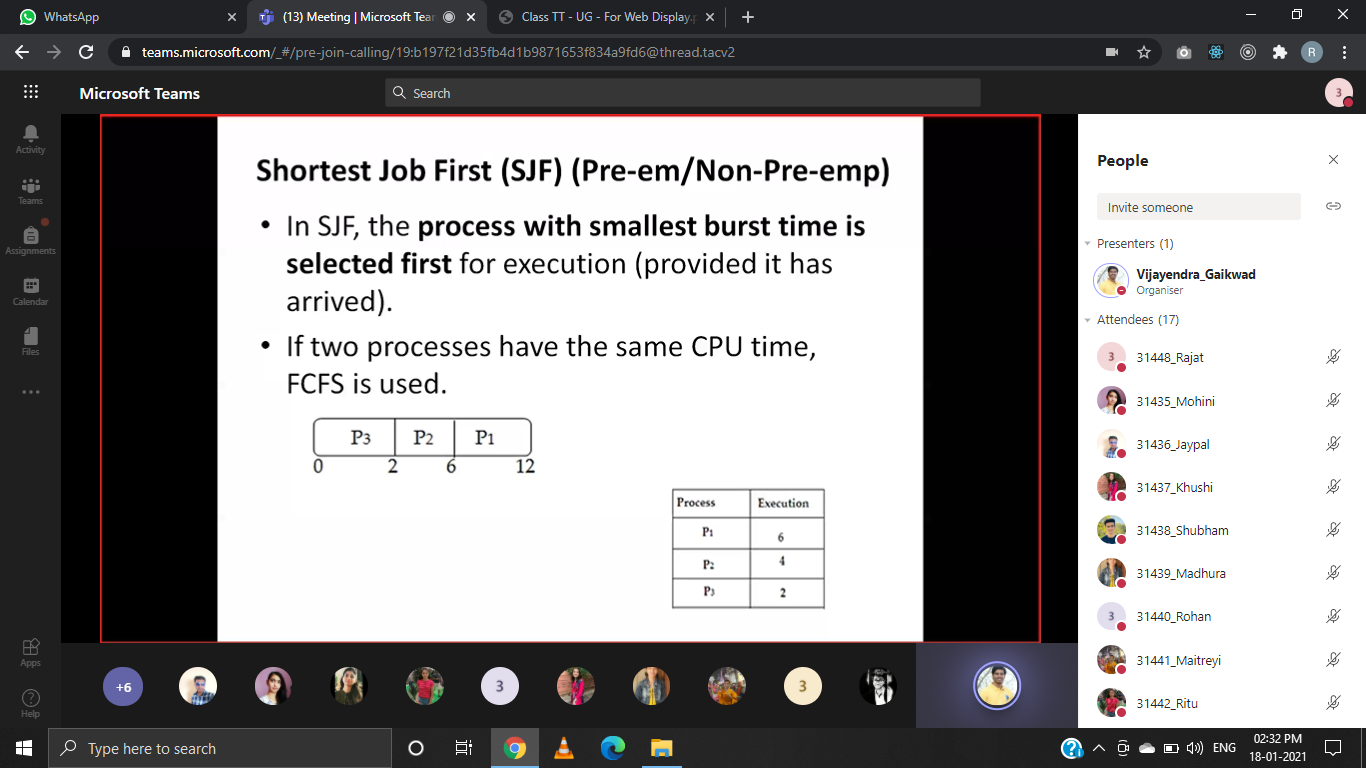 WhatsApp
(13) Meeting | Microsoft Tear
Class TT - UG - For Web Display.p
teams.microsoft.com/_#/pre-join-calling/19:b197f21d35fb4d1b9871653f834a9fd6@thread.tacv2
R
Microsoft Teams
Search
3
Activity
Teams
Assignments
Calendar
Files
Apps
Help
Shortest Job First (SJF) (Pre-em/Non-Pre-emp)
• In SJF, the process with smallest burst time is
selected first for execution (provided it has
arrived).
• If two processes have the same CPU time,
FCFS is used.
P3 P2 P1
0 2 6 12
Process Execution
P1 6
P2 4
P3 2
People
Invite someone
Presenters (1)
Vijayendra_Gaikwad
Organiser
Attendees (17)
3 31448_Rajat
31435_Mohini
31436_Jaypal
31437_Khushi
31438_Shubham
31439_Madhura
3 31440_Rohan
31441_Maitreyi
31442_Ritu
+6
3
3
Type here to search
ENG
02:32 PM
18-01-2021